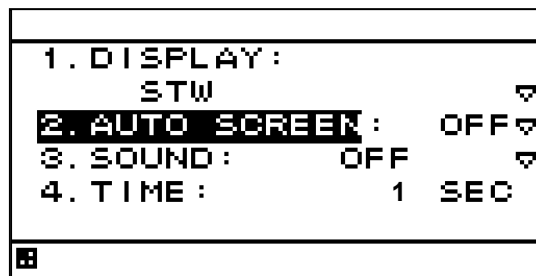 1.DISPLAY:
STW
2.AUTO SCREEN: OFF
3.SOUND: OFF
4.TIME: 1 SEC